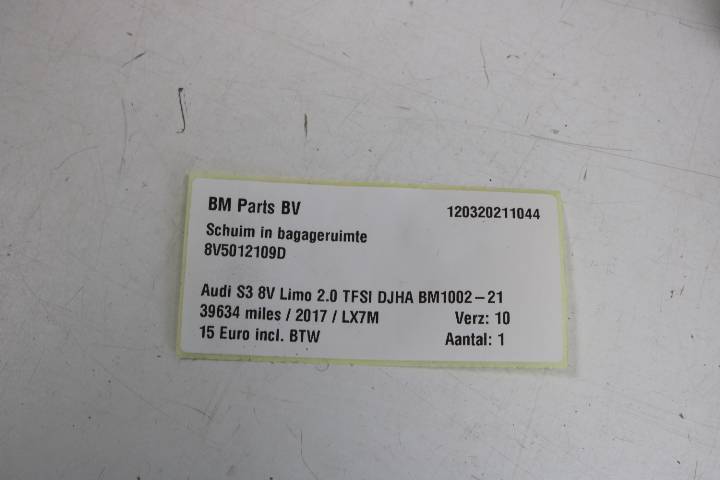 BM Parts BV 120320211044
Schuim in bagageruimte
8V5012109D
Audi S3 8V Limo 2.0 TFSI DJHA BM1002-21
39634 miles / 2017 / LX7M Verz: 10
15 Euro incl. BTW Aantal: 1